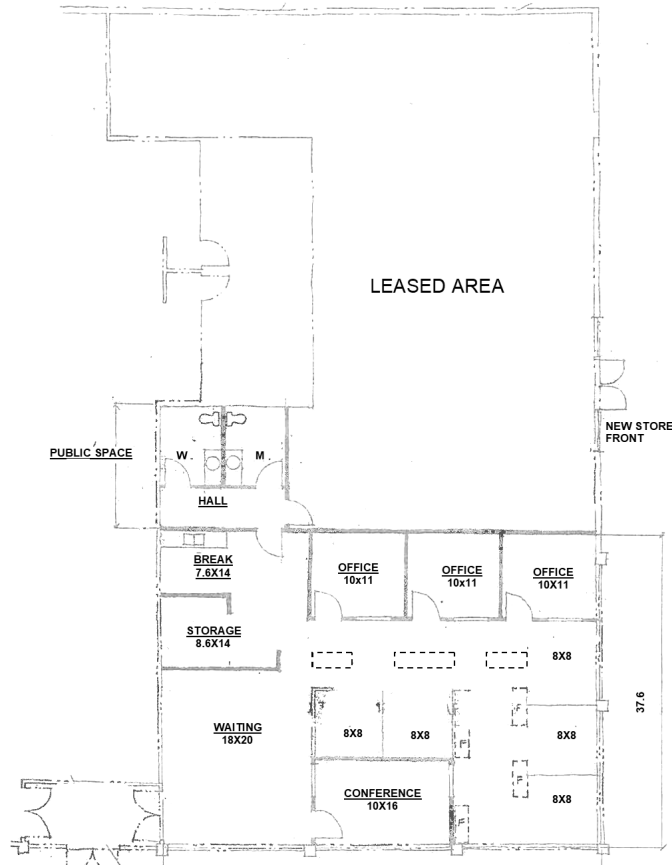 LEASED AREA
NEW STORE
FRONT
PUBLIC SPACE
W.
M.
HALL
BREAK
7.6X14
OFFICE
10x11
OFFICE
10x11
OFFICE
10X11
STORAGE
8.6X14
8X8
WAITING
18X20
8X8
8X8
F
8X8
37.6
F
F
8X8
CONFERENCE
10X16
F